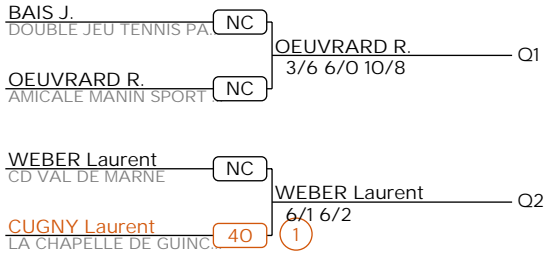 BAIS J.
DOUBLE JEU TENNIS PA...
NC
OEUVRARD R.
3/6 6/0 10/8
Q1
OEUVRARD R.
AMICALE MANIN SPORT ...
NC
WEBER Laurent
CD VAL DE MARNE
NC
WEBER Laurent
6/1 6/2
Q2
CUGNY Laurent
LA CHAPELLE DE GUINC...
40
1